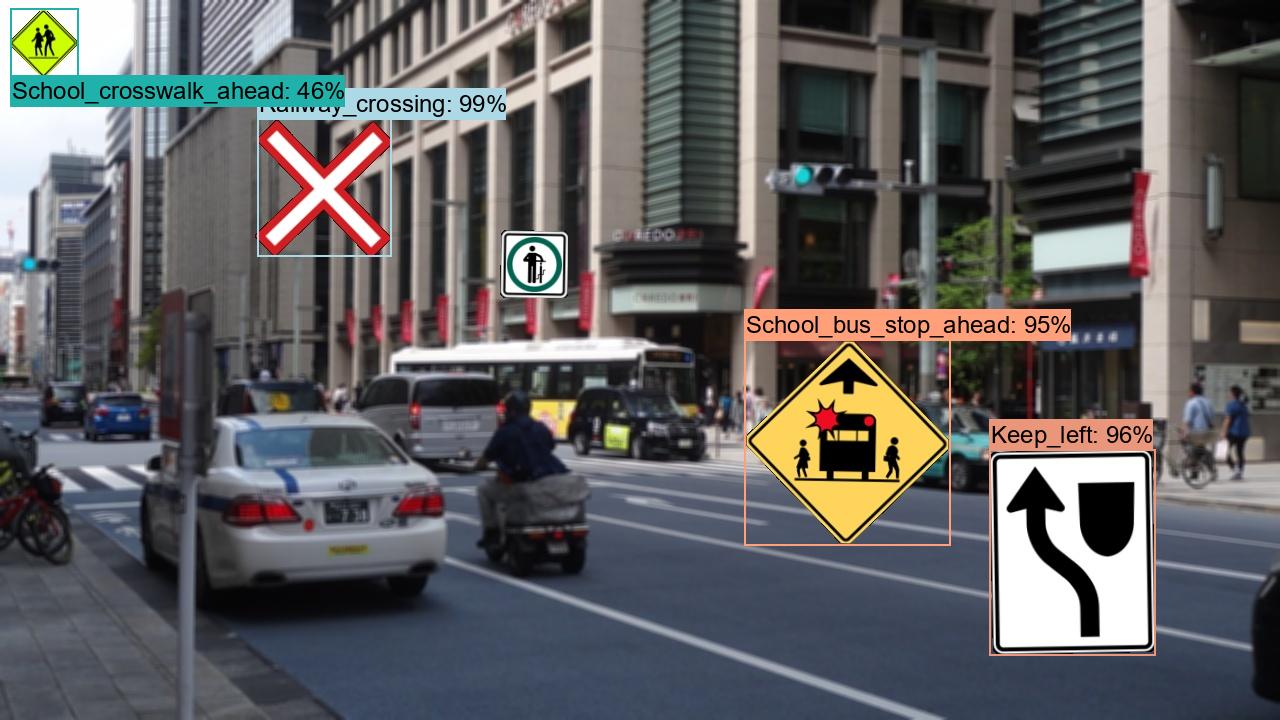 School_crosswalk_ahead: 46%
Railway_crossing: 99%
School_bus_stop_ahead: 95%
Keep_left: 96%